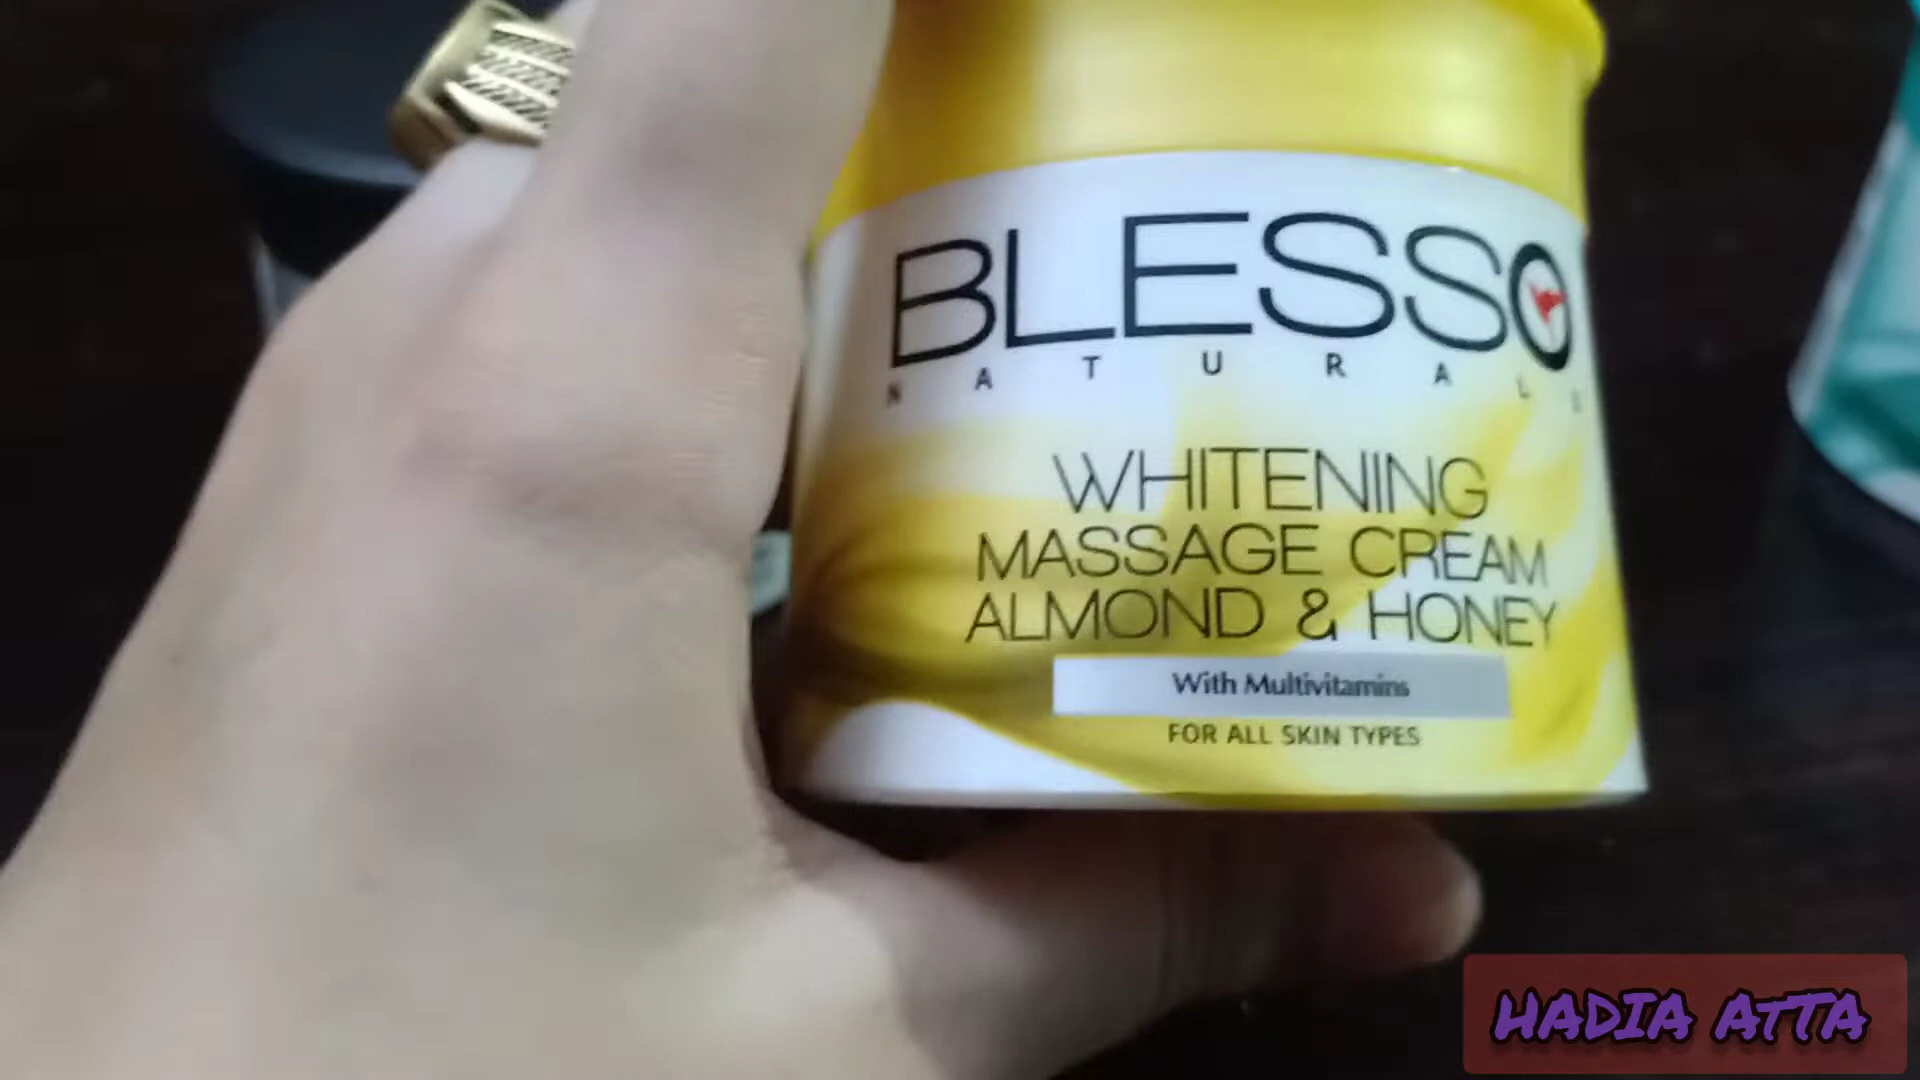 BLESSO
NATURALS
WHITENING
MASSAGE CREAM
ALMOND & HONEY
With Multivitamins
FOR ALL SKIN TYPES
HADIA ATTA